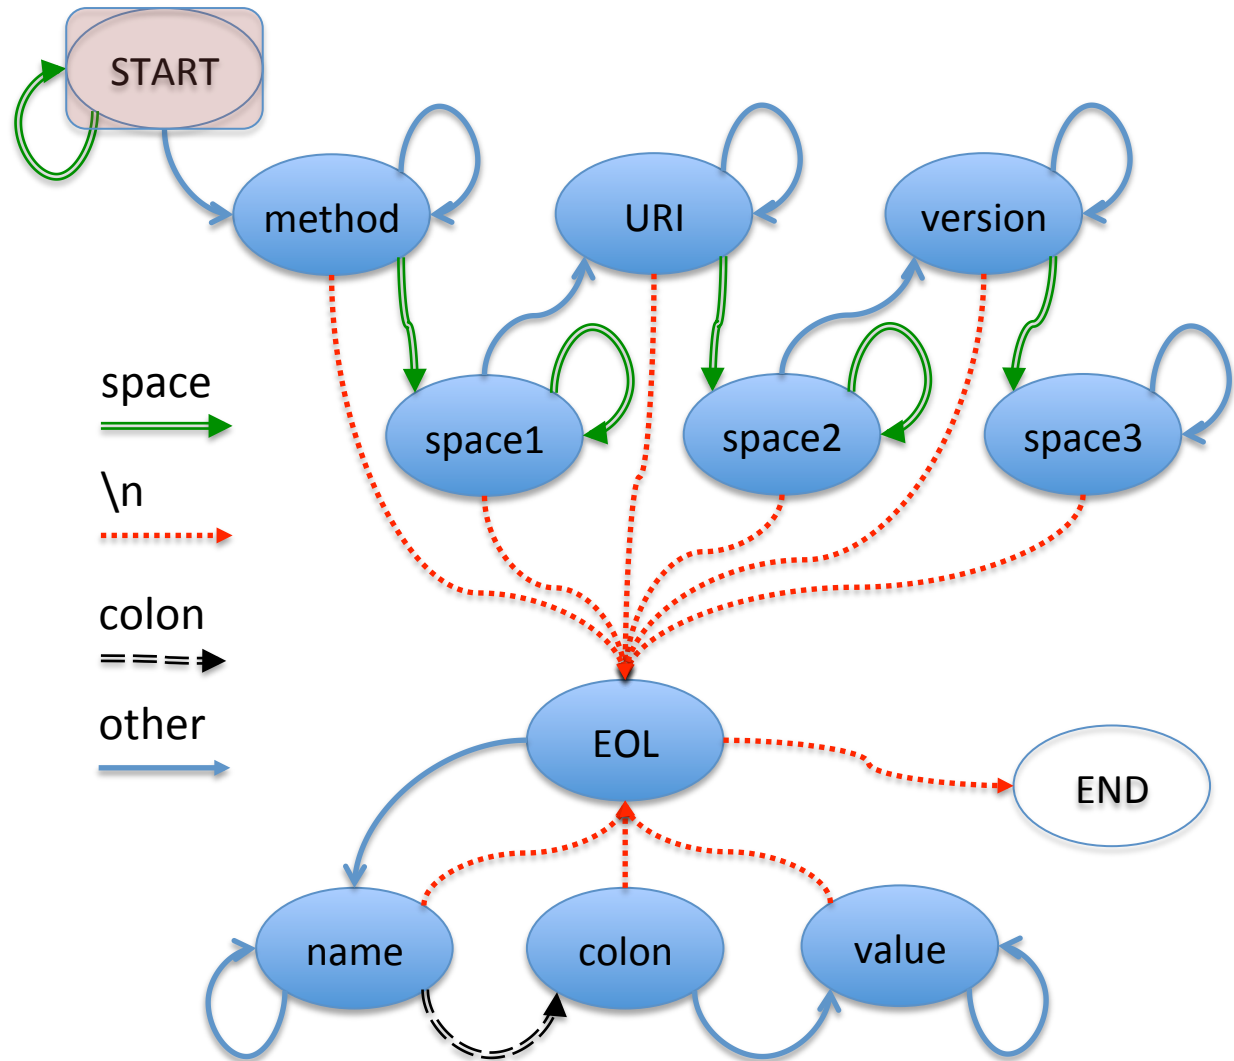 START
method
URI
version
space
space1
space2
space3
\n
colon
other
EOL
END
name
colon
value